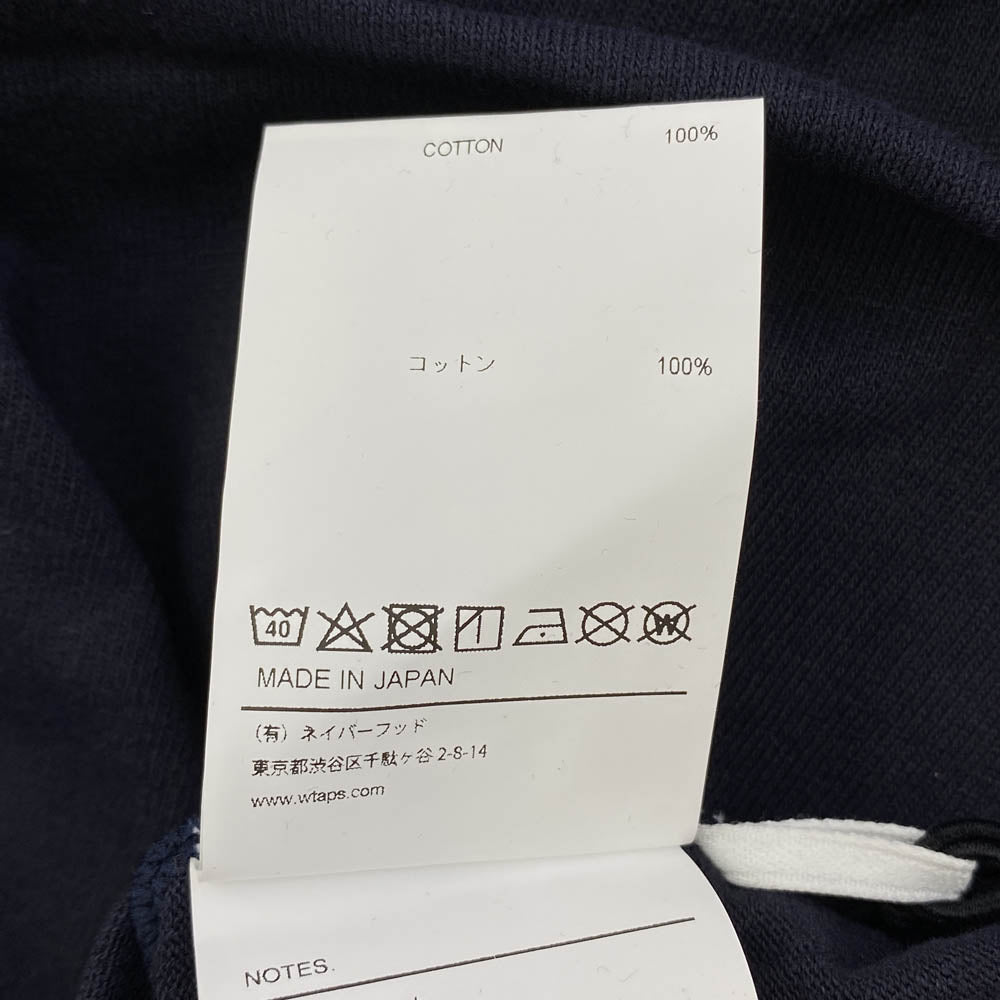 COTTON 100%
コットン 100%
40 W
MADE IN JAPAN
(有) ネイバーフッド
東京都渋谷区千駄ヶ谷 2-8-14
www.wtaps.com
NOTES.